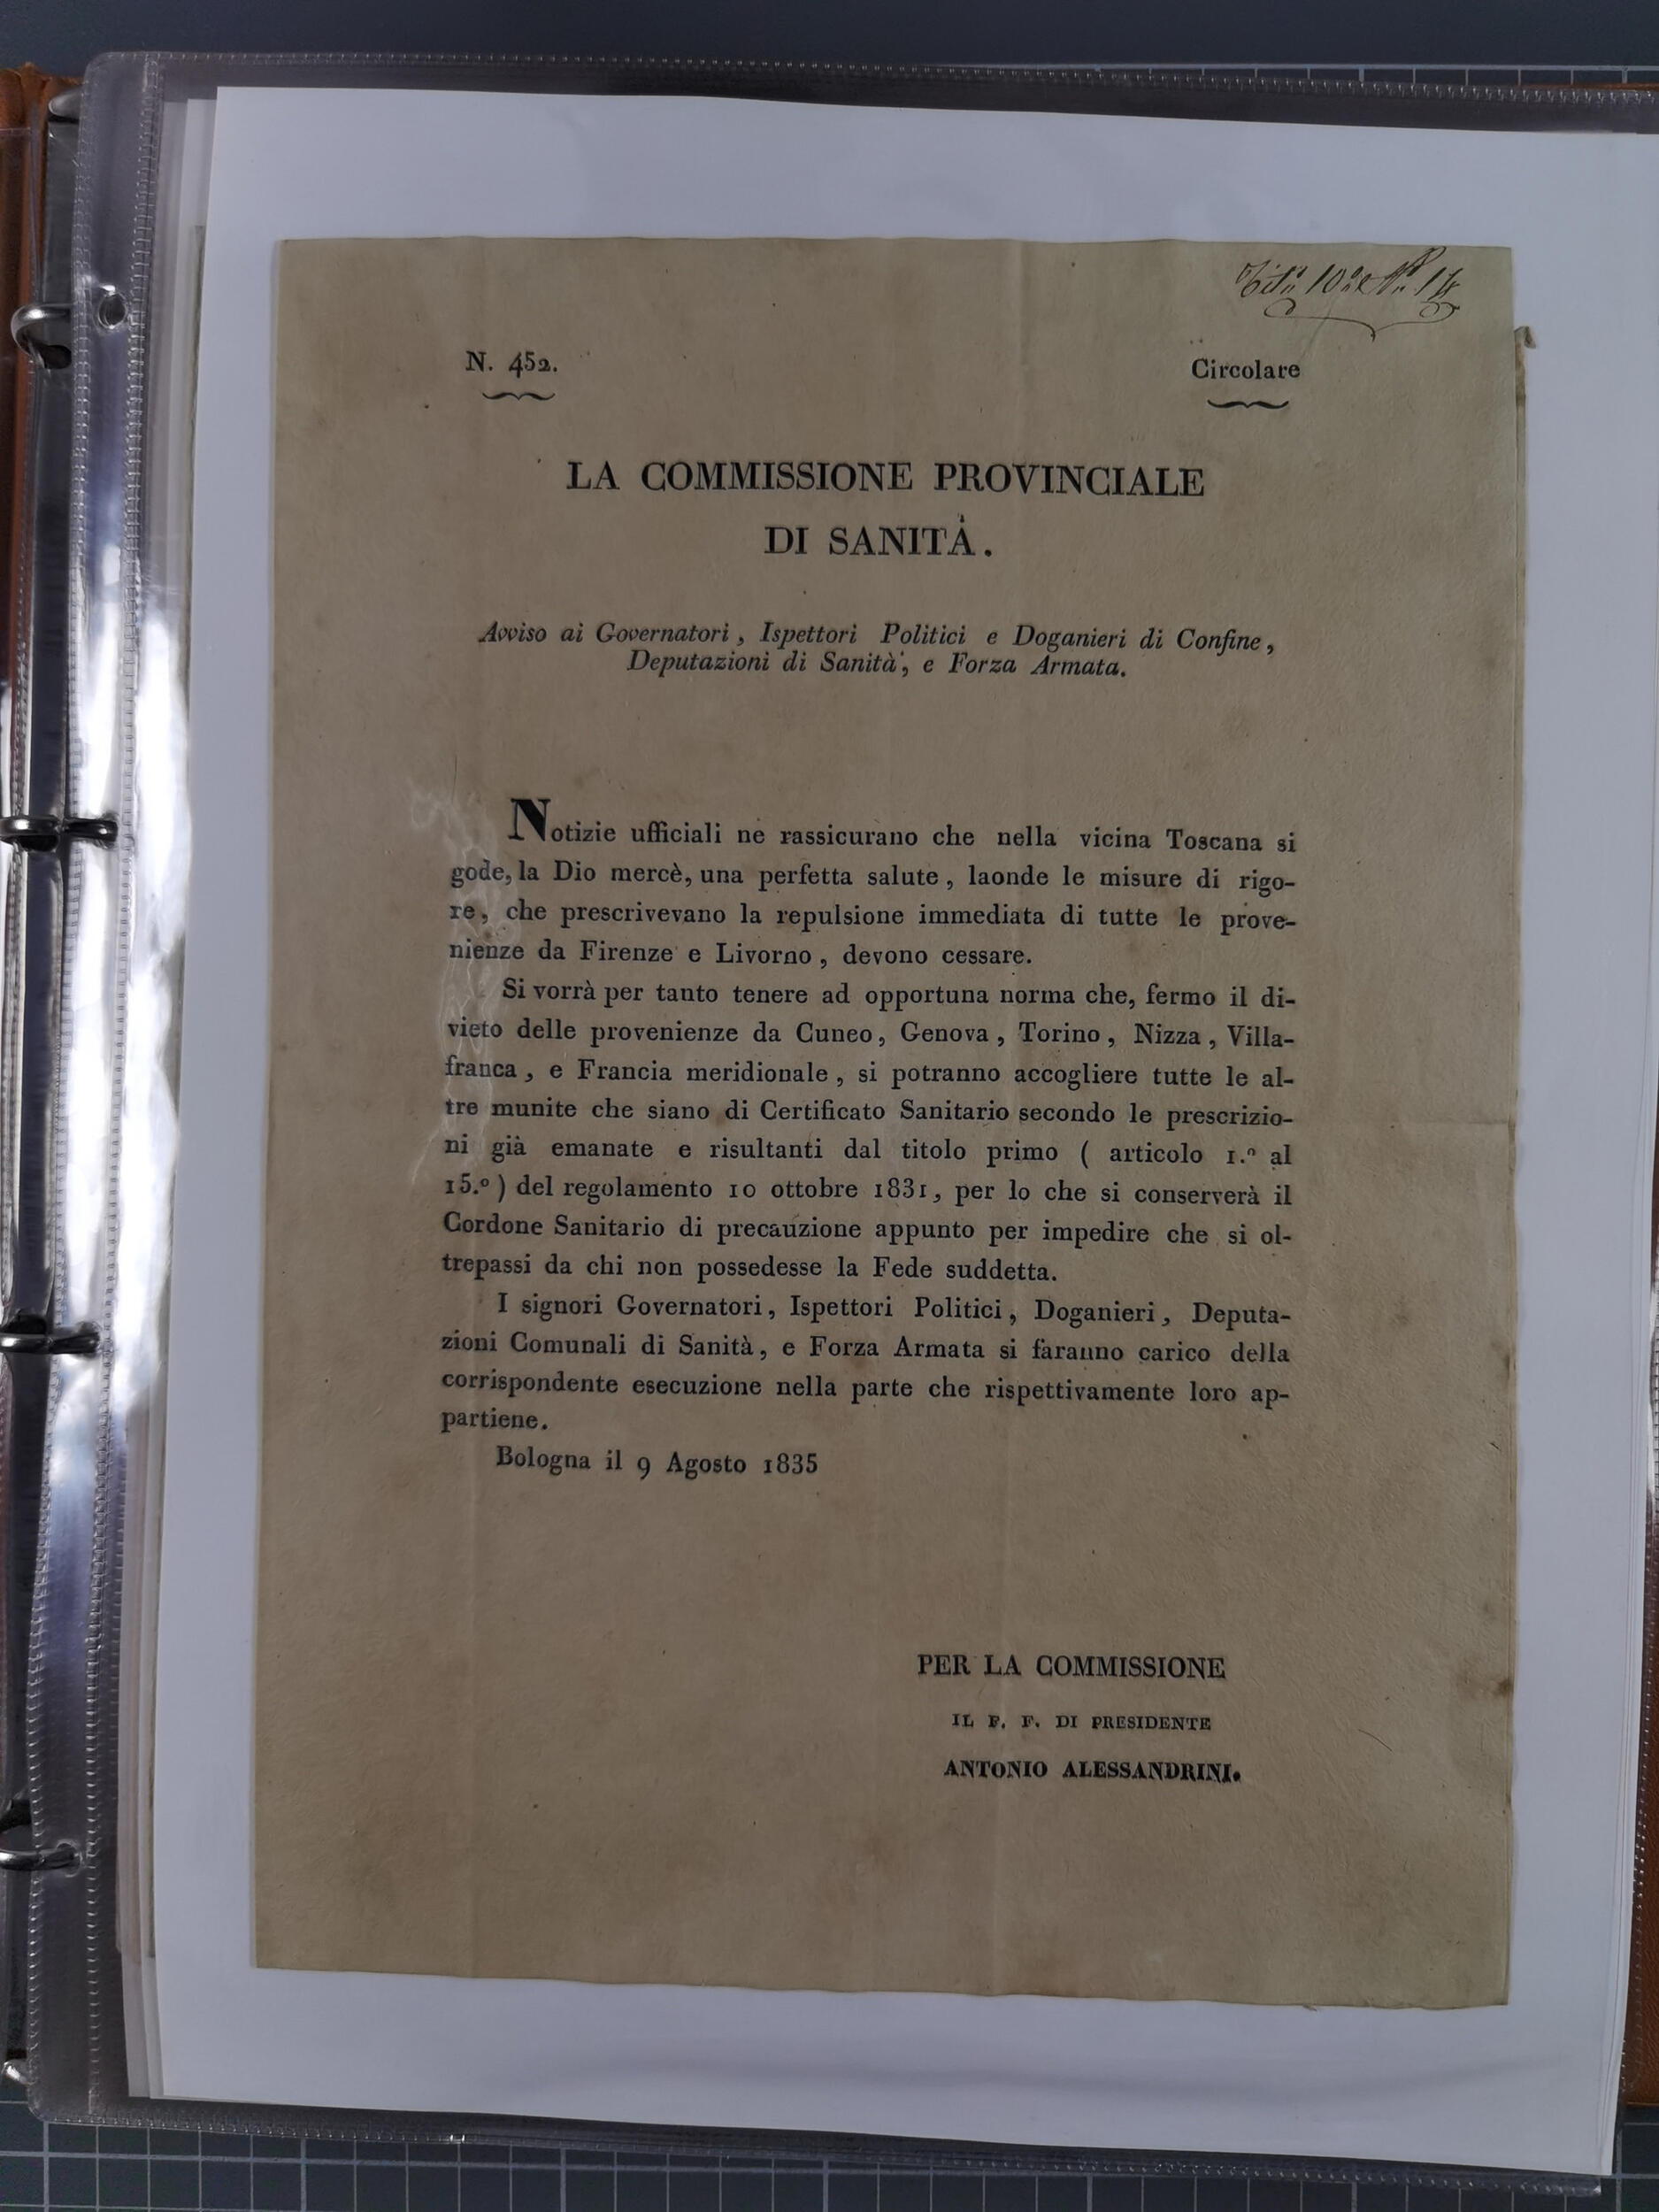 N. 452.
Circolare
LA COMMISSIONE PROVINCIALE
DI SANITÀ.
Avviso ai Governatori, Ispettori Politici e Doganieri di Confine,
Deputazioni di Sanità, e Forza Armata.
Notizie ufficiali ne rassicurano che nella vicina Toscana si
gode, la Dio mercè, una perfetta salute, laonde le misure di rigo-
re, che prescrivevano la repulsione immediata di tutte le prove-
nienze da Firenze e Livorno, devono cessare.
Si vorrà per tanto tenere ad opportuna norma che, fermo il di-
vieto delle provenienze da Cuneo, Genova, Torino, Nizza, Villa-
franca, e Francia meridionale, si potranno accogliere tutte le al-
tre munite che siano di Certificato Sanitario secondo le prescrizio-
ni già emanate e risultanti dal titolo primo ( articolo 1.º al
15.º ) del regolamento 10 ottobre 1831, per lo che si conserverà il
Cordone Sanitario di precauzione appunto per impedire che si ol-
trepassi da chi non possedesse la Fede suddetta.
I signori Governatori, Ispettori Politici, Doganieri, Deputa-
zioni Comunali di Sanità, e Forza Armata si faranno carico della
corrispondente esecuzione nella parte che rispettivamente loro ap-
partiene.
Bologna il 9 Agosto 1835
PER LA COMMISSIONE
IL F. F. DI PRESIDENTE
ANTONIO ALESSANDRINI.